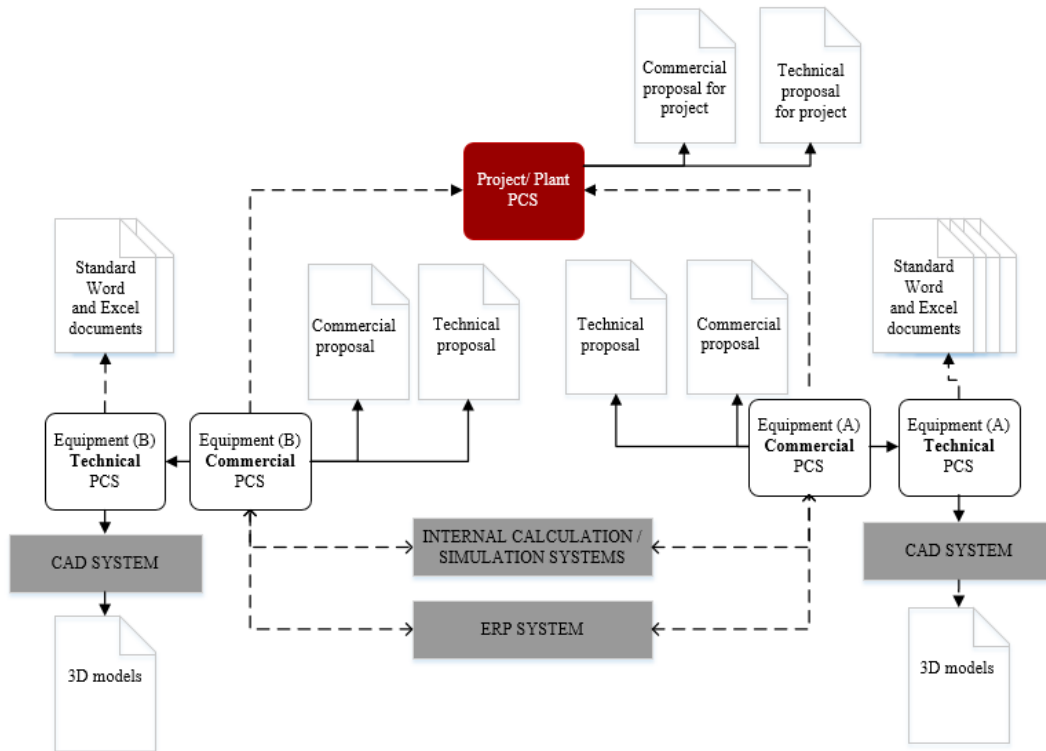 Commercial
proposal for
project
Technical
proposal
for project
Project/ Plant
PCS
Standard
Word
and Excel
documents
Commercial
proposal
Technical
proposal
Technical
proposal
Commercial
proposal
Standard
Word
and Excel
documents
Equipment (B)
Technical
PCS
Equipment (B)
Commercial
PCS
Equipment (A)
Commercial
PCS
Equipment (A)
Technical
PCS
CAD SYSTEM
INTERNAL CALCULATION /
SIMULATION SYSTEMS
CAD SYSTEM
ERP SYSTEM
3D models
3D models